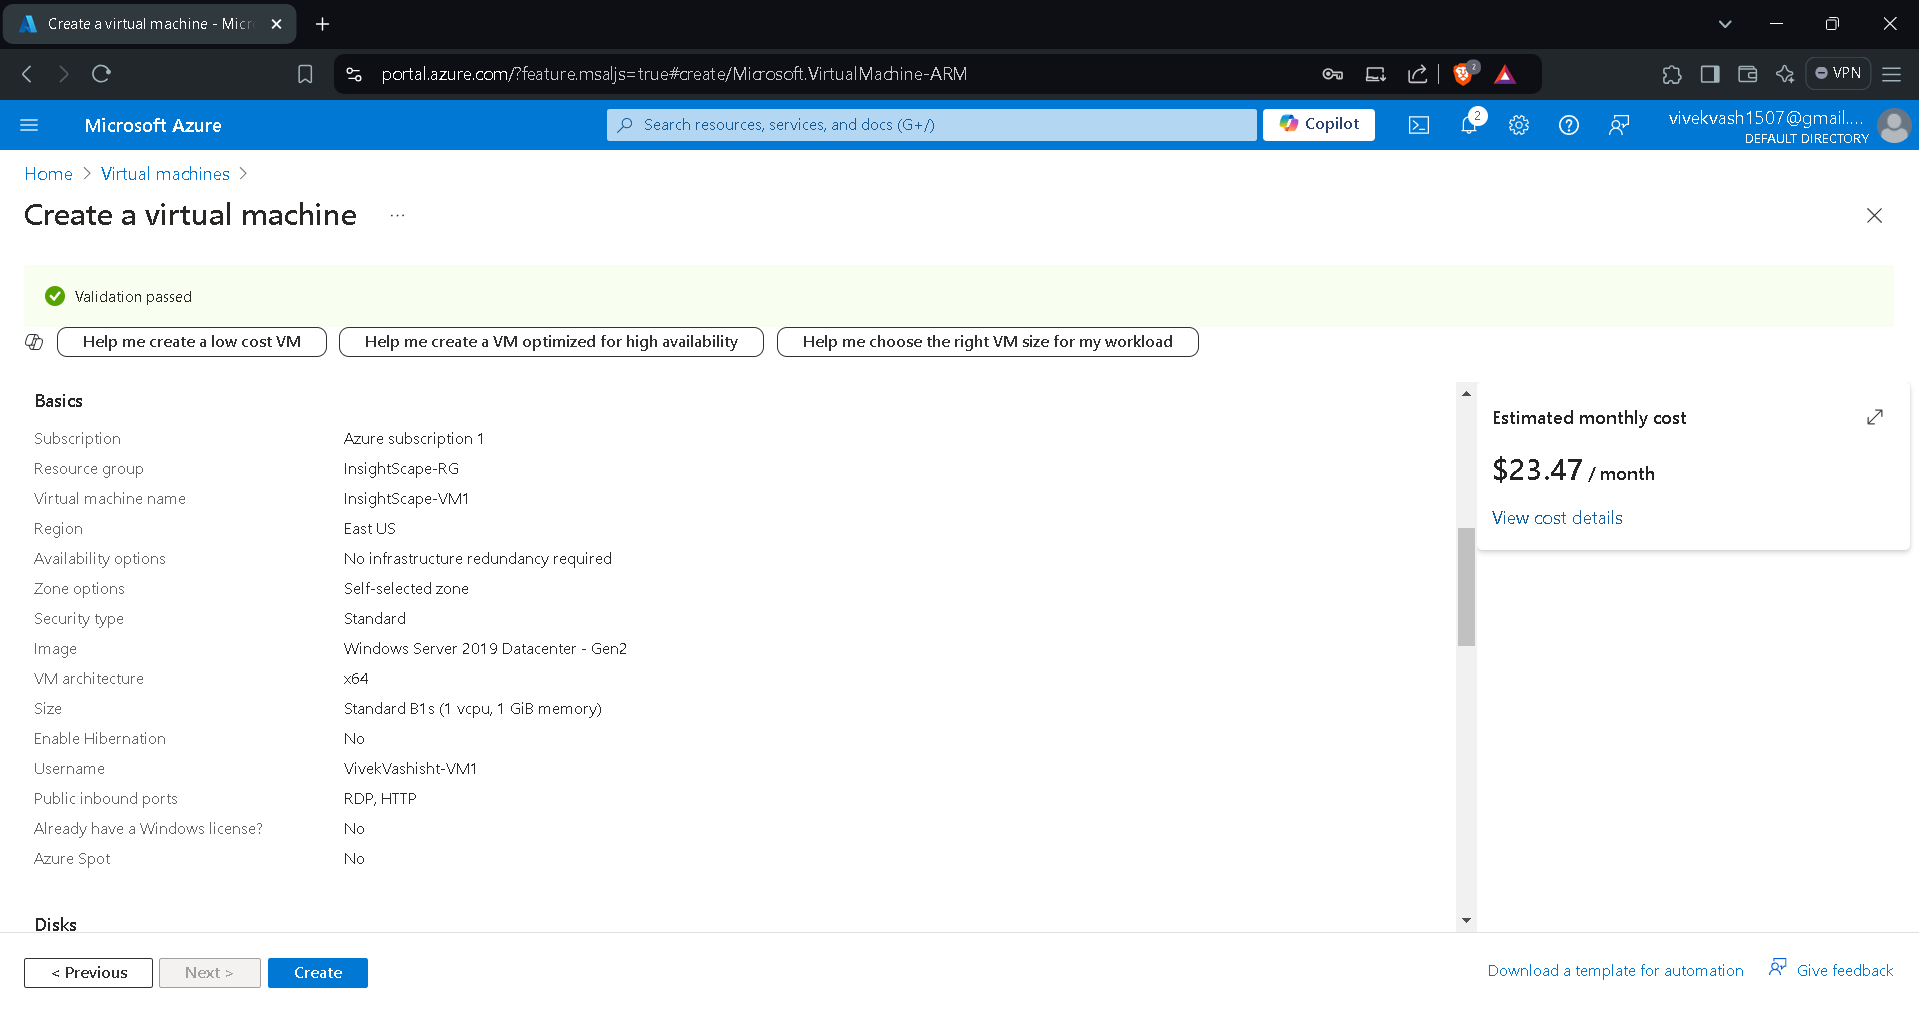 Create a virtual machine - Micr
portal.azure.com/?feature.msaljs=true#create/Microsoft.VirtualMachine-ARM
2
VPN
Microsoft Azure
Search resources, services, and docs (G+/)
Copilot
2
vivekvash1507@gmail....
DEFAULT DIRECTORY
Home > Virtual machines >
Create a virtual machine ...
Validation passed
Help me create a low cost VM
Help me create a VM optimized for high availability
Help me choose the right VM size for my workload
Basics
Subscription Azure subscription 1
Resource group InsightScape-RG
Virtual machine name InsightScape-VM1
Region East US
Availability options No infrastructure redundancy required
Zone options Self-selected zone
Security type Standard
Image Windows Server 2019 Datacenter - Gen2
VM architecture x64
Size Standard B1s (1 vcpu, 1 GiB memory)
Enable Hibernation No
Username VivekVashisht-VM1
Public inbound ports RDP, HTTP
Already have a Windows license? No
Azure Spot No
Disks
Estimated monthly cost
$23.47 / month
View cost details
< Previous
Next >
Create
Download a template for automation
Give feedback